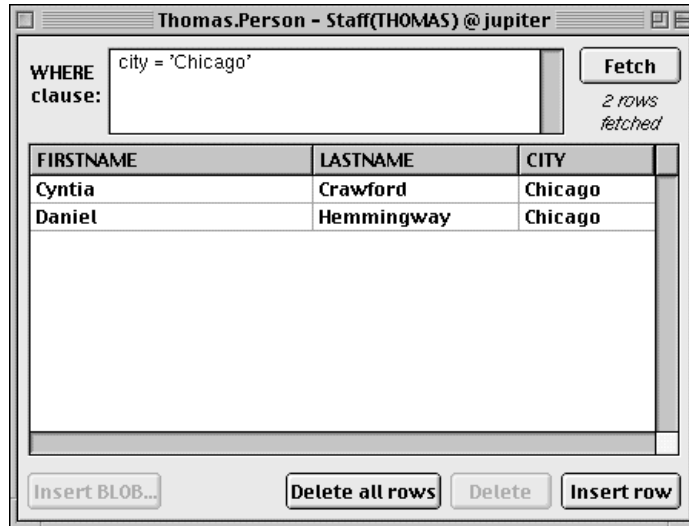 Thomas.Person - Staff(THOMAS) @ jupiter
WHERE clause:
city = 'Chicago'
Fetch
2 rows fetched
FIRSTNAME LASTNAME CITY
Cyntia Crawford Chicago
Daniel Hemmingway Chicago
Insert BLOB... Delete all rows Delete Insert row